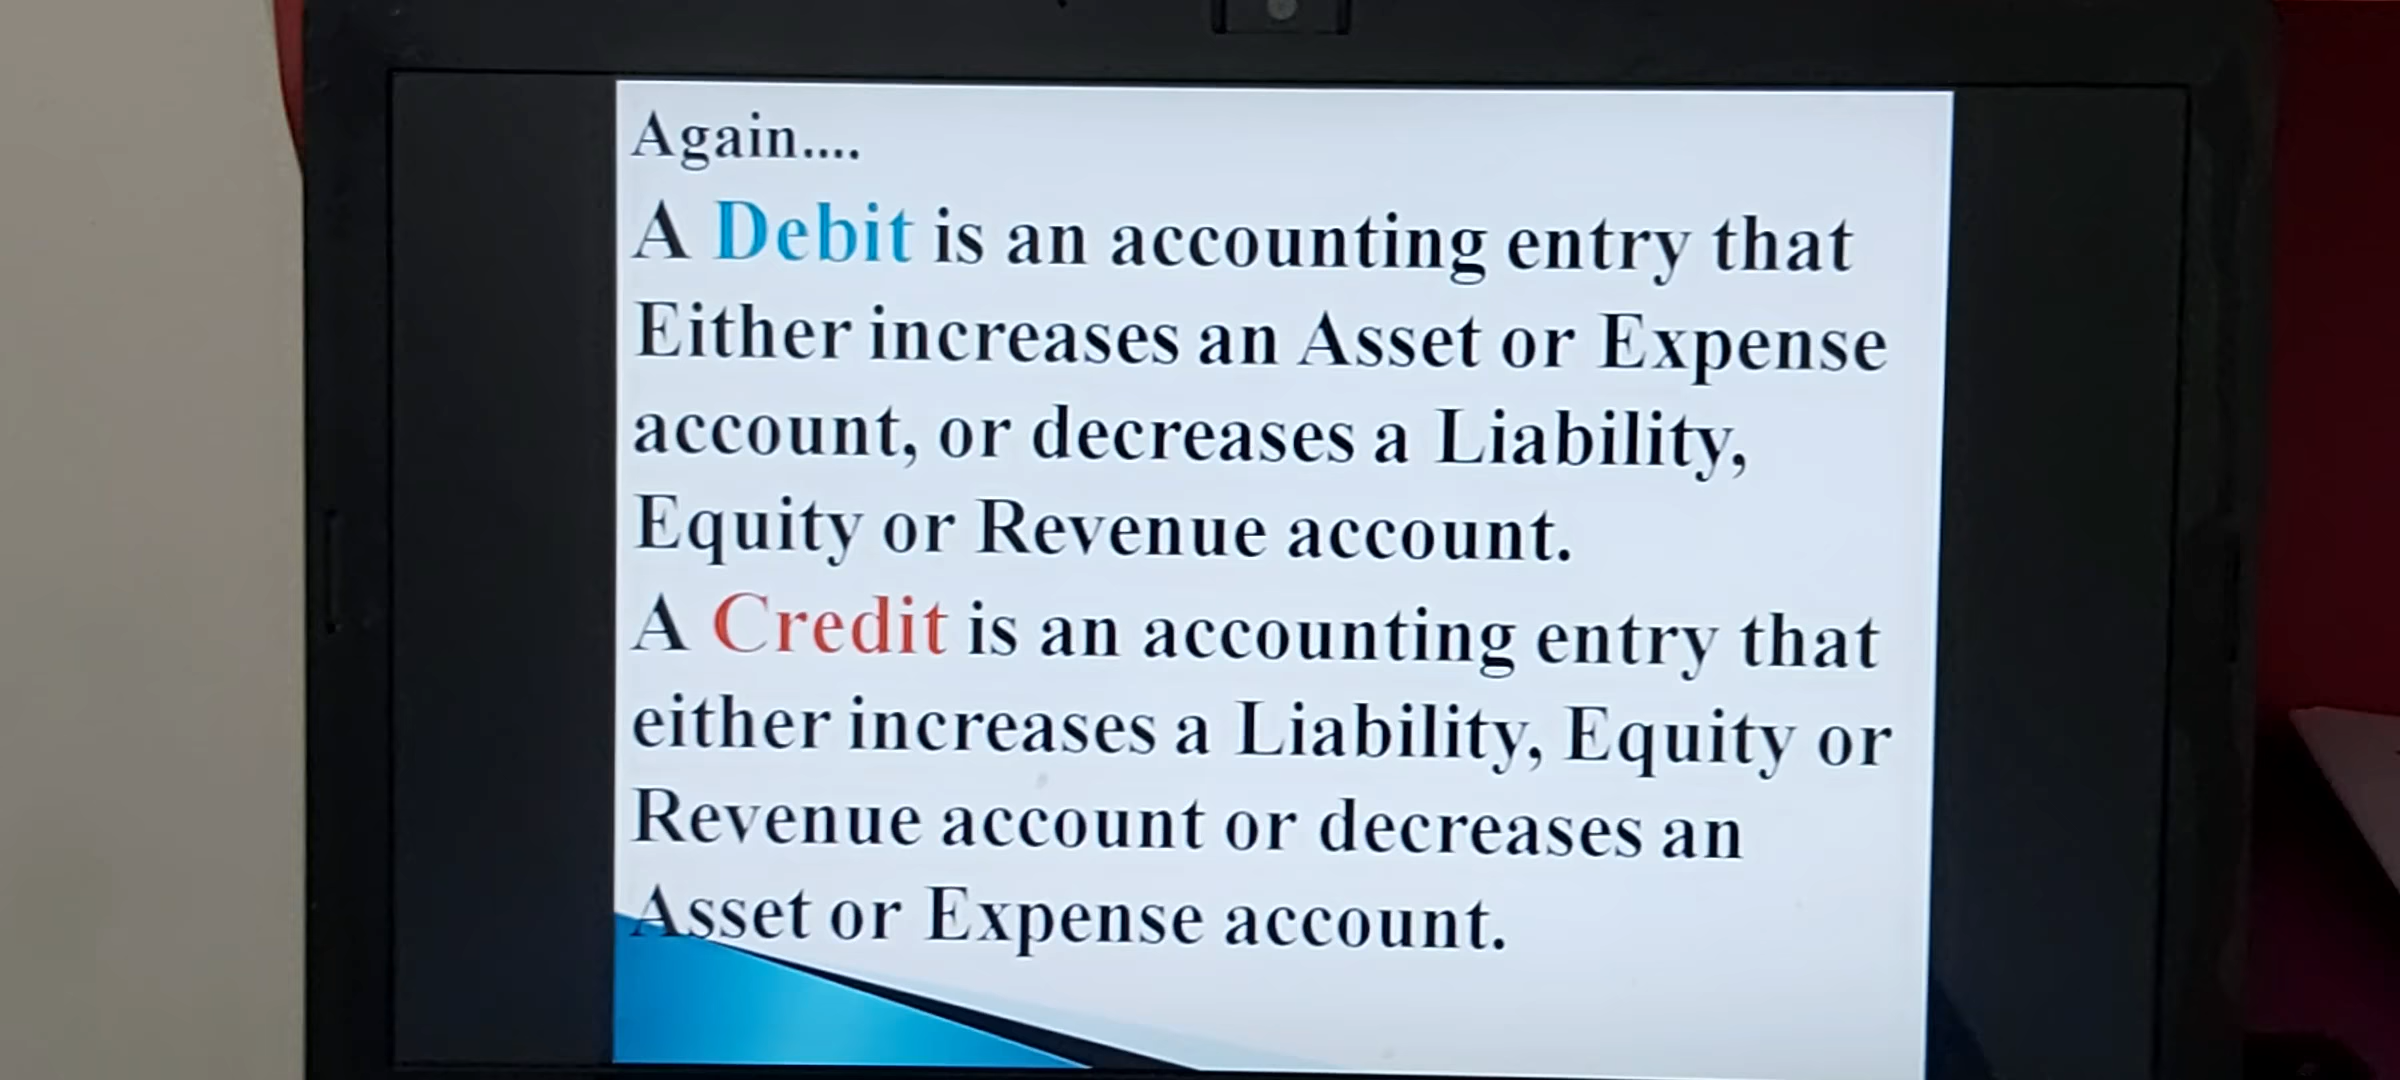 Again....
A Debit is an accounting entry that
Either increases an Asset or Expense
account, or decreases a Liability,
Equity or Revenue account.
A Credit is an accounting entry that
either increases a Liability, Equity or
Revenue account or decreases an
Asset or Expense account.